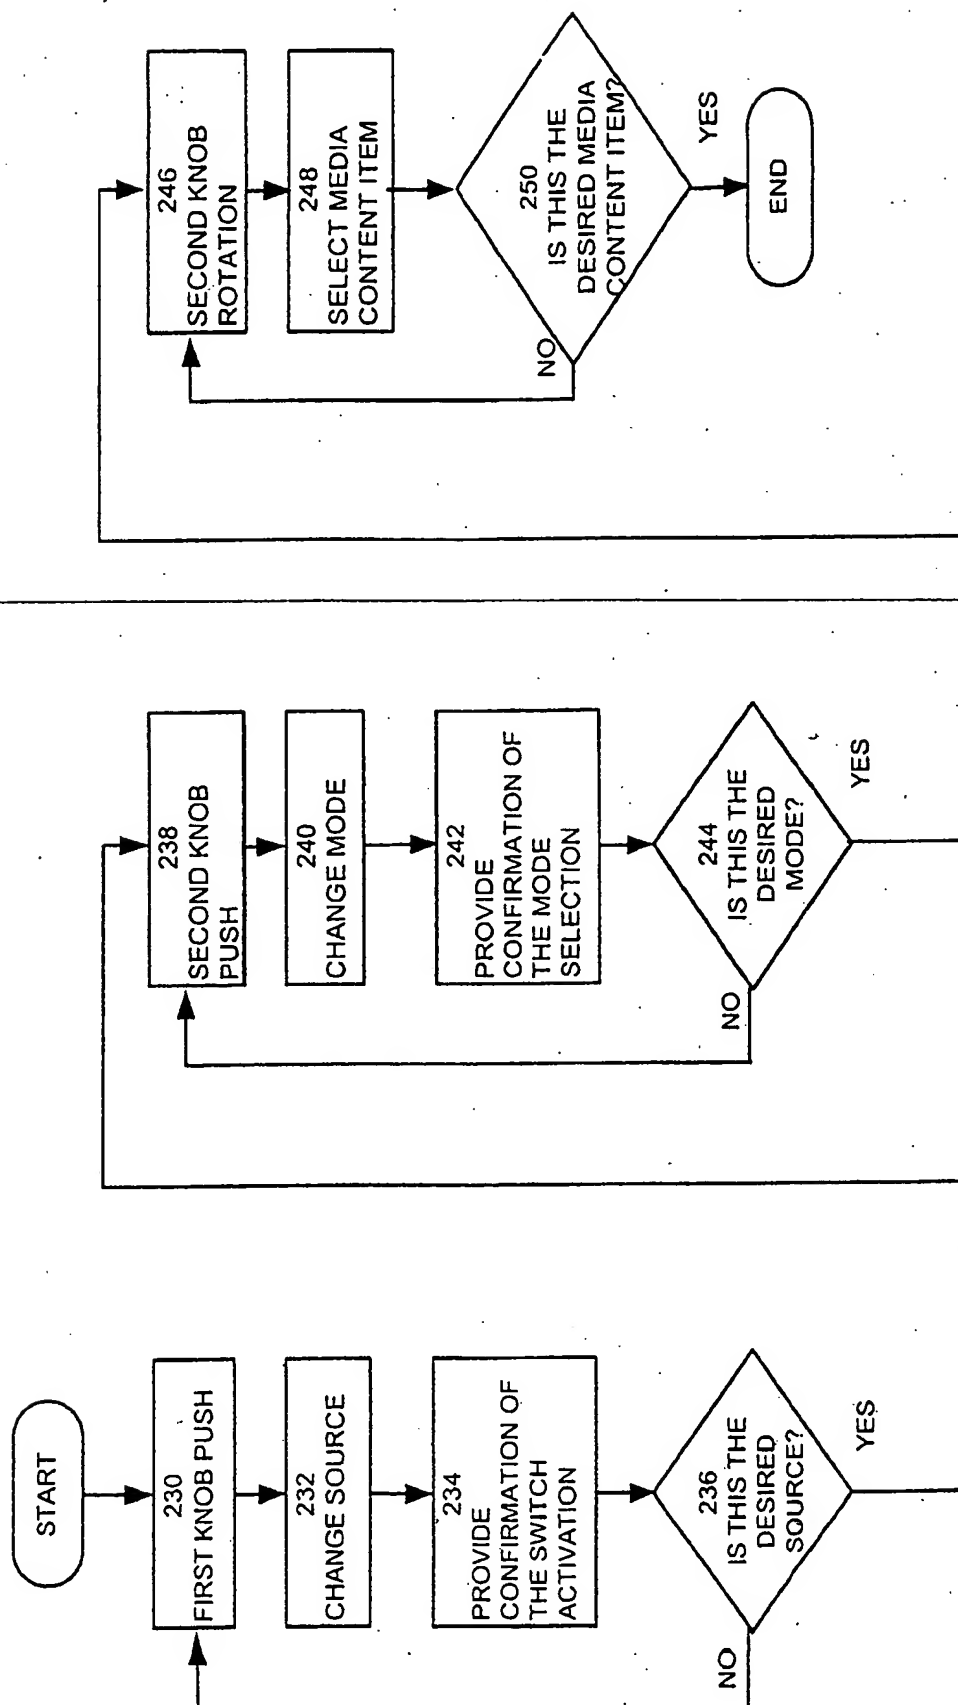 START
230
FIRST KNOB PUSH
232
CHANGE SOURCE
234
PROVIDE
CONFIRMATION OF
THE SWITCH
ACTIVATION
236
IS THIS THE
DESIRED
SOURCE?
NO
YES
238
SECOND KNOB
PUSH
240
CHANGE MODE
242
PROVIDE
CONFIRMATION OF
THE MODE
SELECTION
244
IS THIS THE
DESIRED
MODE?
NO
YES
246
SECOND KNOB
ROTATION
248
SELECT MEDIA
CONTENT ITEM
250
IS THIS THE
DESIRED MEDIA
CONTENT ITEM?
NO
YES
END